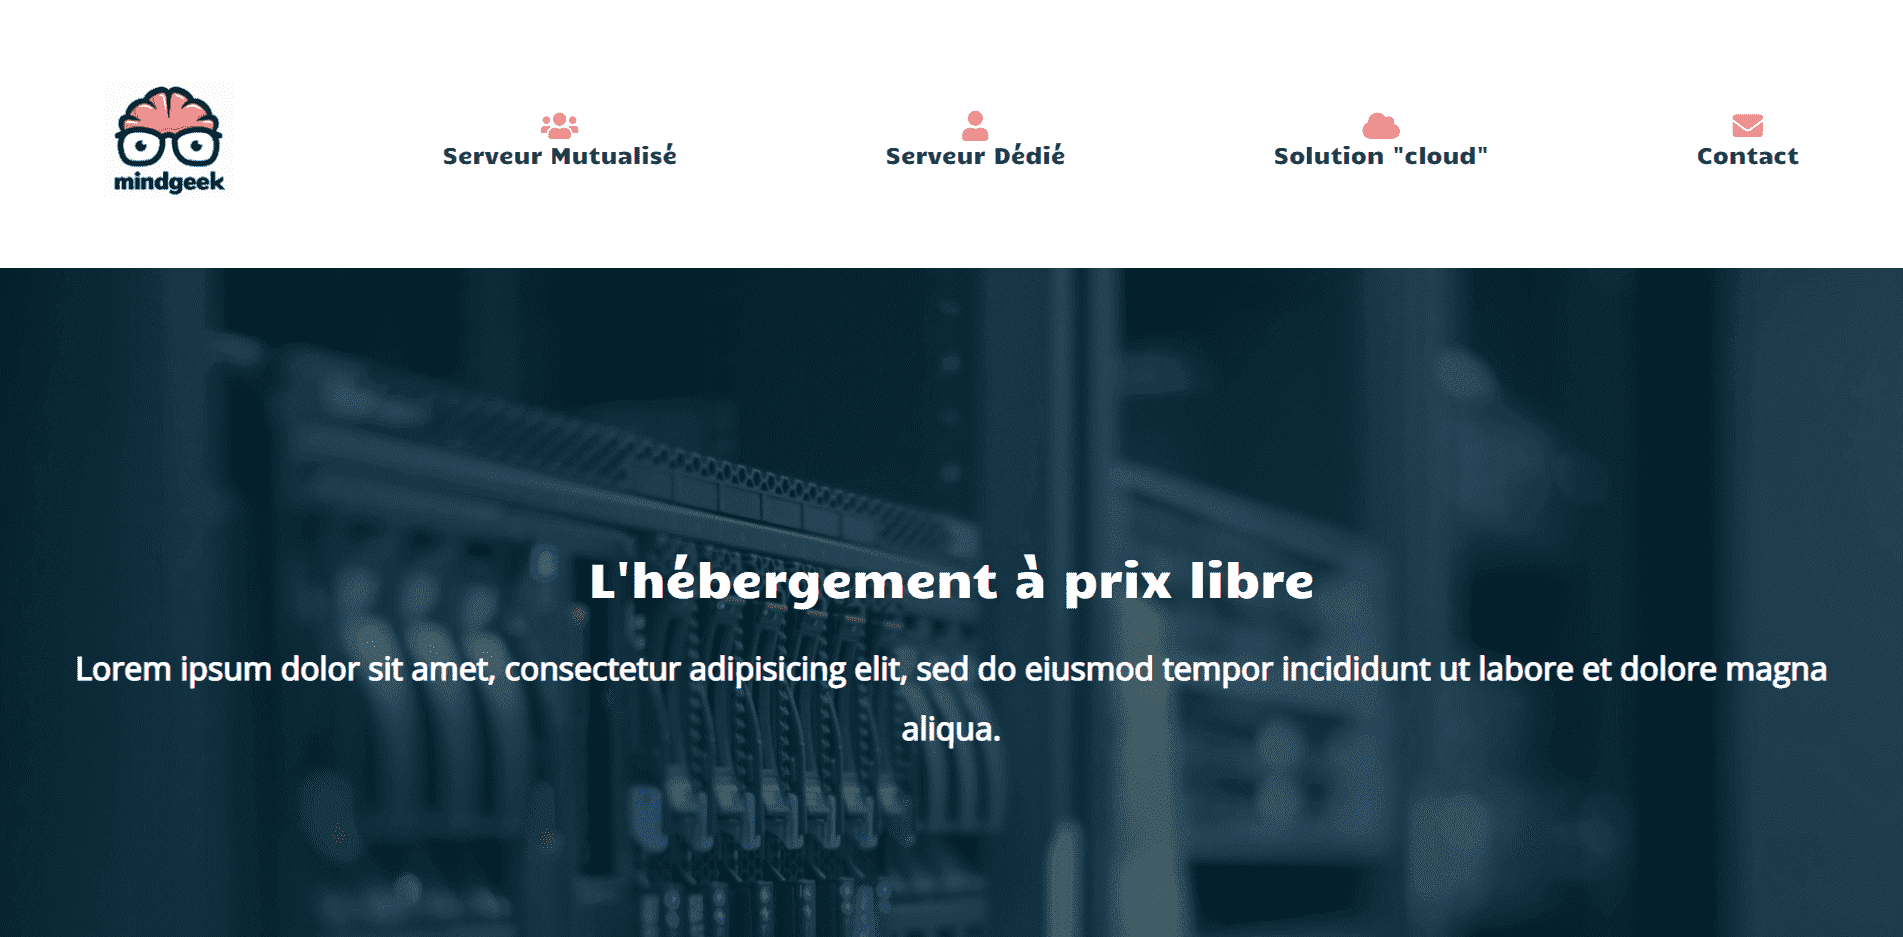 mindgeek
Serveur Mutualisé
Serveur Dédié
Solution "cloud"
Contact
L'hébergement à prix libre
Lorem ipsum dolor sit amet, consectetur adipisicing elit, sed do eiusmod tempor incididunt ut labore et dolore magna
aliqua.